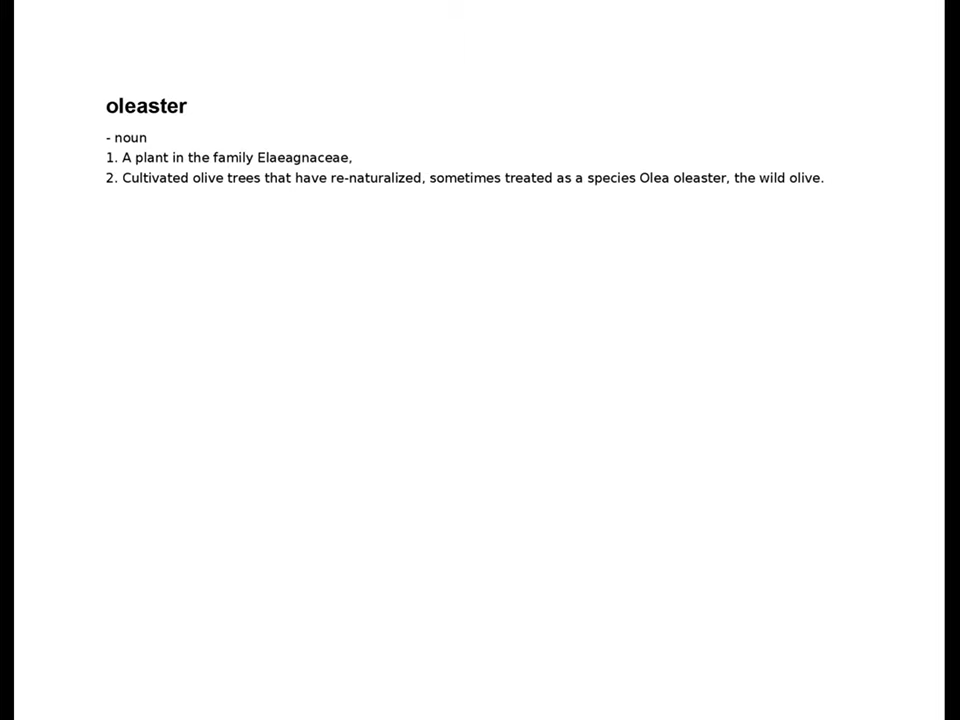 oleaster
- noun
1. A plant in the family Elaeagnaceae,
2. Cultivated olive trees that have re-naturalized, sometimes treated as a species Olea oleaster, the wild olive.